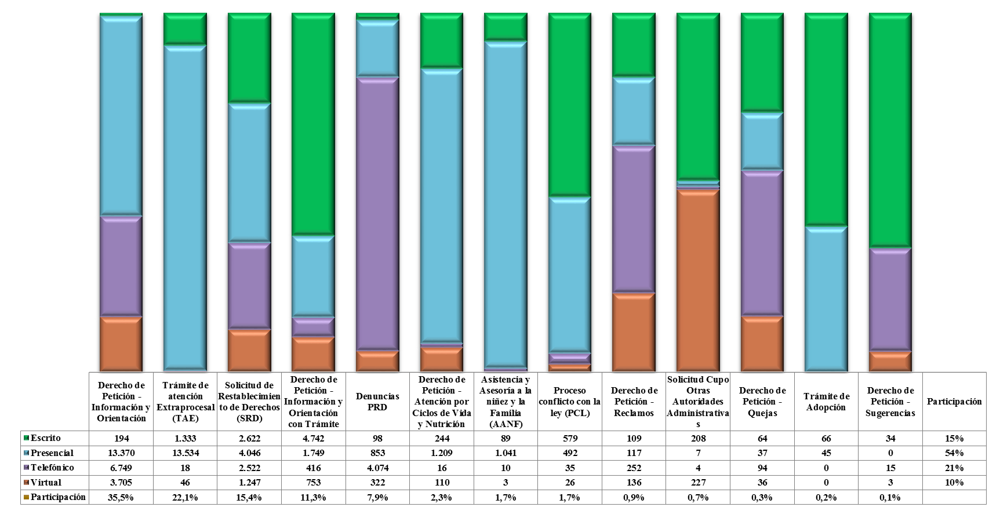 Derecho de
Petición -
Información y
Orientación
Trámite de
atención
Extraprocesal
(TAE)
Solicitud de
Restablecimien
to de Derechos
(SRD)
Derecho de
Petición -
Información y
Orientación
con Trámite
Denuncias
PRD
Derecho de
Petición -
Atención por
Ciclos de Vida
y Nutrición
Asistencia y
Asesoría a la
niñez y la
Familia
(AANF)
Proceso
conflicto con la
ley (PCL)
Derecho de
Petición -
Reclamos
Solicitud Cupo
Otras
Autoridades
Administrativa
s
Derecho de
Petición -
Quejas
Trámite de
Adopción
Derecho de
Petición -
Sugerencias
Participación
Escrito 194 1.333 2.622 4.742 98 244 89 579 109 208 64 66 34 15%
Presencial 13.370 13.534 4.046 1.749 853 1.209 1.041 492 117 7 37 45 0 54%
Telefónico 6.749 18 2.522 416 4.074 16 10 35 252 4 94 0 15 21%
Virtual 3.705 46 1.247 753 322 110 3 26 136 227 36 0 3 10%
Participación 35,5% 22,1% 15,4% 11,3% 7,9% 2,3% 1,7% 1,7% 0,9% 0,7% 0,3% 0,2% 0,1%